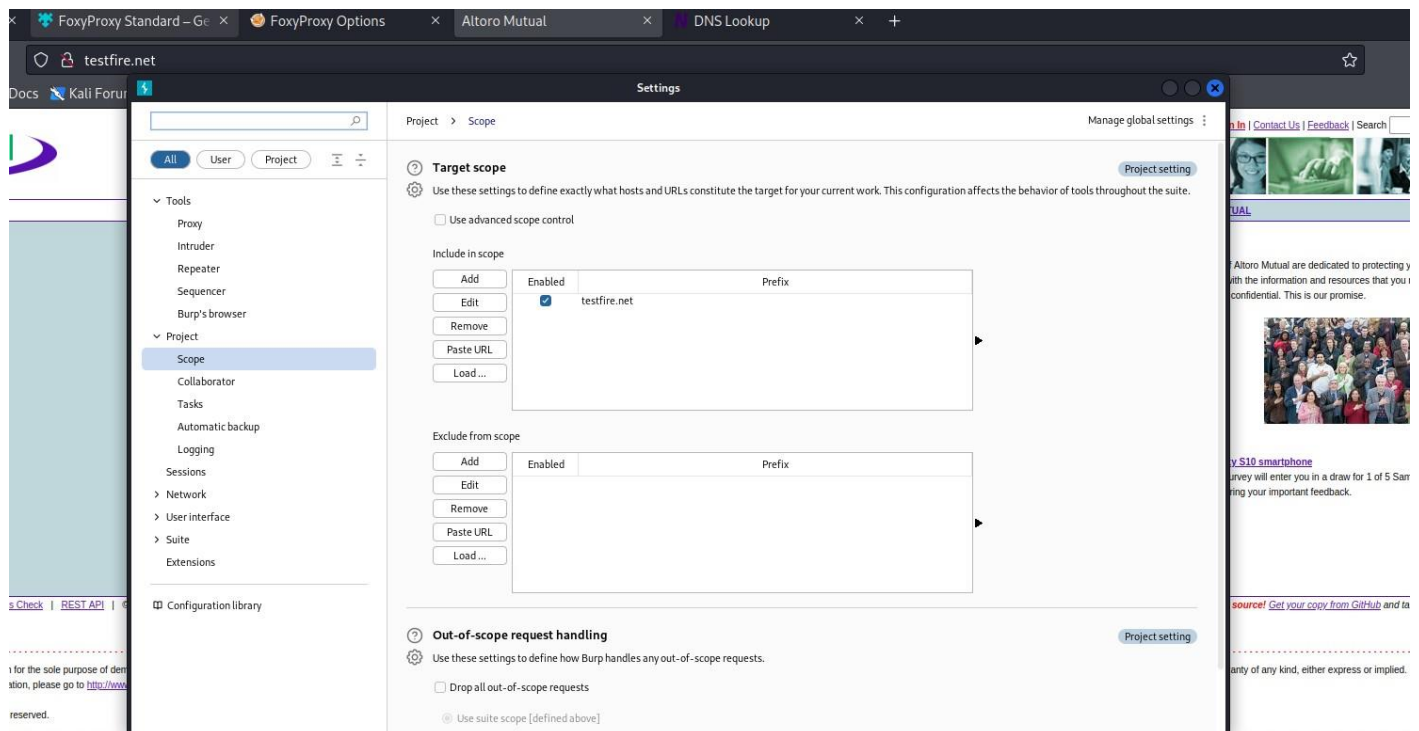 FoxyProxy Standard – Ge
FoxyProxy Options
Altoro Mutual
DNS Lookup
testfire.net
Docs
Kali Forum
Settings
Project > Scope
Manage global settings
All
User
Project
Tools
Proxy
Intruder
Repeater
Sequencer
Burp's browser
Project
Scope
Collaborator
Tasks
Automatic backup
Logging
Sessions
Network
User interface
Suite
Extensions
Configuration library
Target scope
Project setting
Use these settings to define exactly what hosts and URLs constitute the target for your current work. This configuration affects the behavior of tools throughout the suite.
Use advanced scope control
Include in scope
Add
Edit
Remove
Paste URL
Load ...
Enabled
Prefix
testfire.net
Exclude from scope
Add
Edit
Remove
Paste URL
Load ...
Enabled
Prefix
Out-of-scope request handling
Project setting
Use these settings to define how Burp handles any out-of-scope requests.
Drop all out-of-scope requests
Use suite scope [defined above]
In | Contact Us | Feedback | Search
UAL
Altoro Mutual are dedicated to protecting y
with the information and resources that you
confidential. This is our promise.
y S10 smartphone
urvey will enter you in a draw for 1 of 5 Sam
ring your important feedback.
s Check | REST API |
source! Get your copy from GitHub and ta
for the sole purpose of dem
ation, please go to http://www
reserved.
anty of any kind, either express or implied.